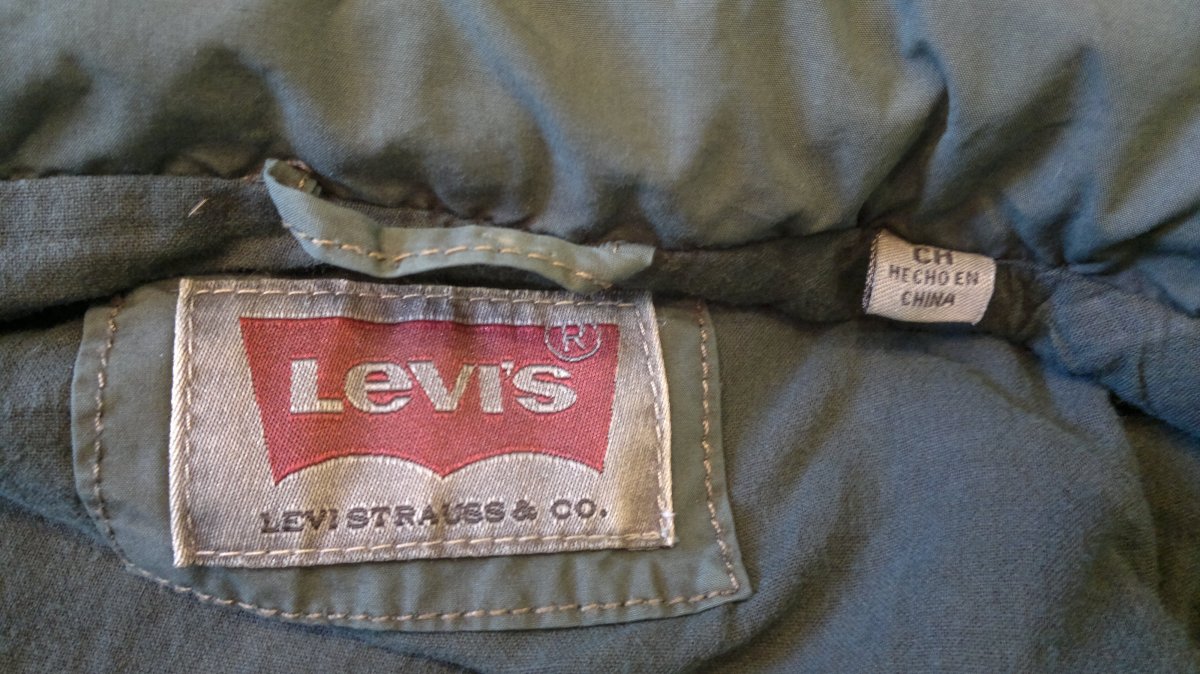 LEVI'S ®
LEVI STRAUSS & CO.
CH
HECHO EN
CHINA